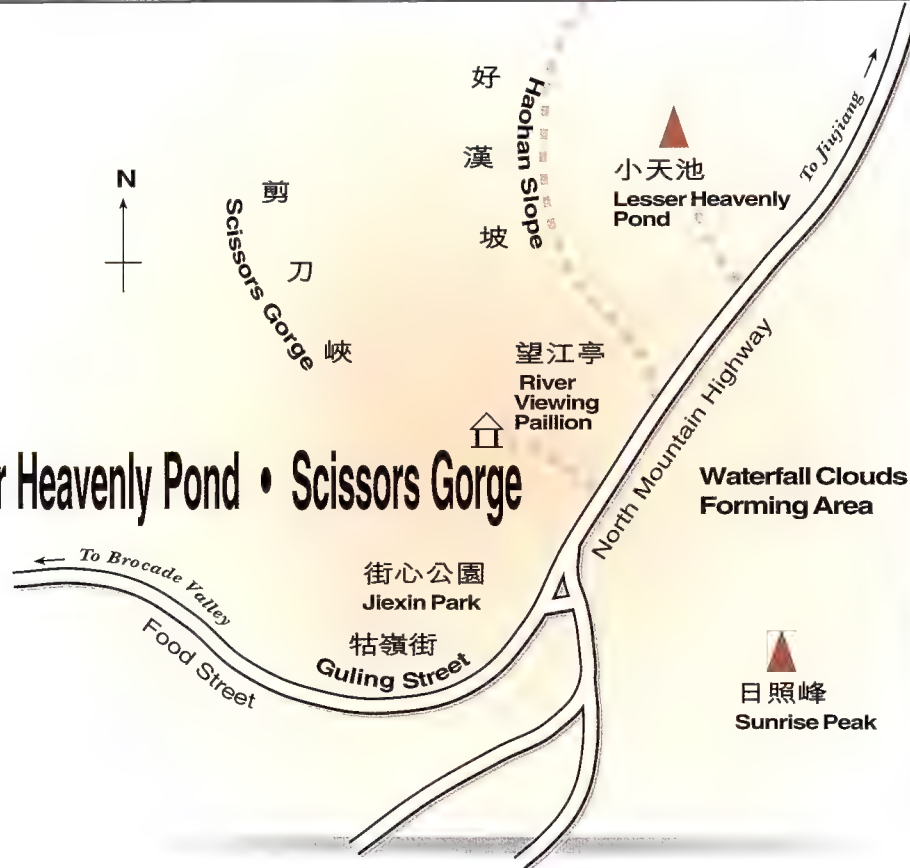 好
漢
坡
Haohan Slope
小天池
Lesser Heavenly
Pond
To Jiujiang
N
剪
刀
峽
Scissors Gorge
望江亭
River
Viewing
Paillion
North Mountain Highway
r Heavenly Pond • Scissors Gorge
Waterfall Clouds
Forming Area
To Brocade Valley
Food Street
街心公園
Jiexin Park
牯嶺街
Guling Street
日照峰
Sunrise Peak